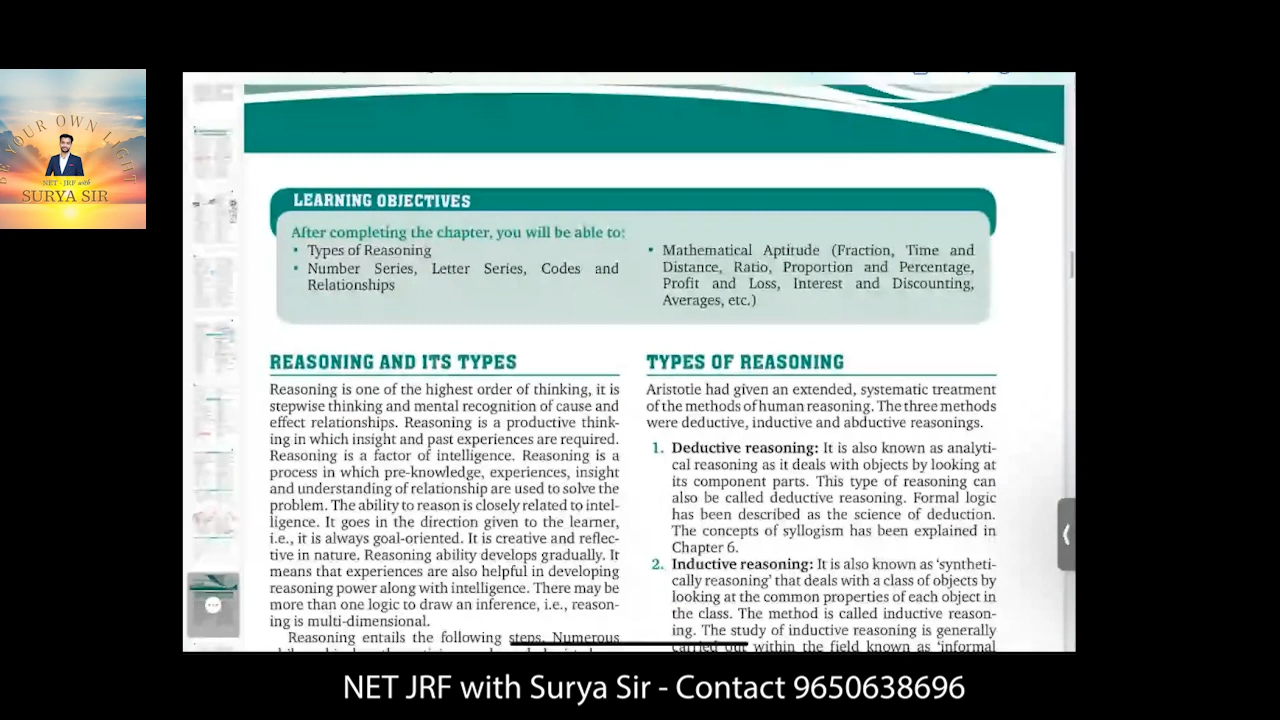 BE YOUR OWN LIGHT
NET - JRF with
SURYA SIR
LEARNING OBJECTIVES
After completing the chapter, you will be able to:
• Types of Reasoning
• Number Series, Letter Series, Codes and
Relationships
• Mathematical Aptitude (Fraction, Time and
Distance, Ratio, Proportion and Percentage,
Profit and Loss, Interest and Discounting,
Averages, etc.)
REASONING AND ITS TYPES
Reasoning is one of the highest order of thinking, it is
stepwise thinking and mental recognition of cause and
effect relationships. Reasoning is a productive think-
ing in which insight and past experiences are required.
Reasoning is a factor of intelligence. Reasoning is a
process in which pre-knowledge, experiences, insight
and understanding of relationship are used to solve the
problem. The ability to reason is closely related to intel-
ligence. It goes in the direction given to the learner,
i.e., it is always goal-oriented. It is creative and reflec-
tive in nature. Reasoning ability develops gradually. It
means that experiences are also helpful in developing
reasoning power along with intelligence. There may be
more than one logic to draw an inference, i.e., reason-
ing is multi-dimensional.
Reasoning entails the following steps. Numerous
TYPES OF REASONING
Aristotle had given an extended, systematic treatment
of the methods of human reasoning. The three methods
were deductive, inductive and abductive reasonings.
1. Deductive reasoning: It is also known as analyti-
cal reasoning as it deals with objects by looking at
its component parts. This type of reasoning can
also be called deductive reasoning. Formal logic
has been described as the science of deduction.
The concepts of syllogism has been explained in
Chapter 6.
2. Inductive reasoning: It is also known as ‘syntheti-
cally reasoning’ that deals with a class of objects by
looking at the common properties of each object in
the class. The method is called inductive reason-
ing. The study of inductive reasoning is generally
carried out within the field known as ‘informal
NET JRF with Surya Sir - Contact 9650638696